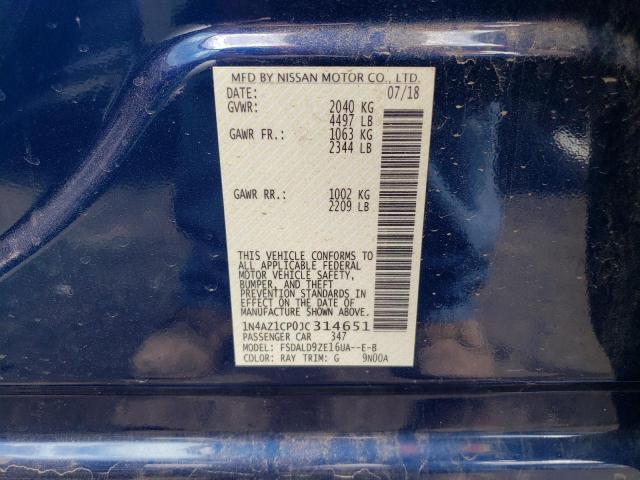 MFD BY NISSAN MOTOR CO., LTD.
DATE: 07/18
GVWR: 2040 KG
4497 LB
GAWR FR.: 1063 KG
2344 LB
GAWR RR.: 1002 KG
2209 LB
THIS VEHICLE CONFORMS TO
ALL APPLICABLE FEDERAL
MOTOR VEHICLE SAFETY,
BUMPER, AND THEFT
PREVENTION STANDARDS IN
EFFECT ON THE DATE OF
MANUFACTURE SHOWN ABOVE.
1N4AZ1CP0JC314651
PASSENGER CAR 347
MODEL: FSDALD9ZE16UA--E-8
COLOR: RAY TRIM: G 9N00A